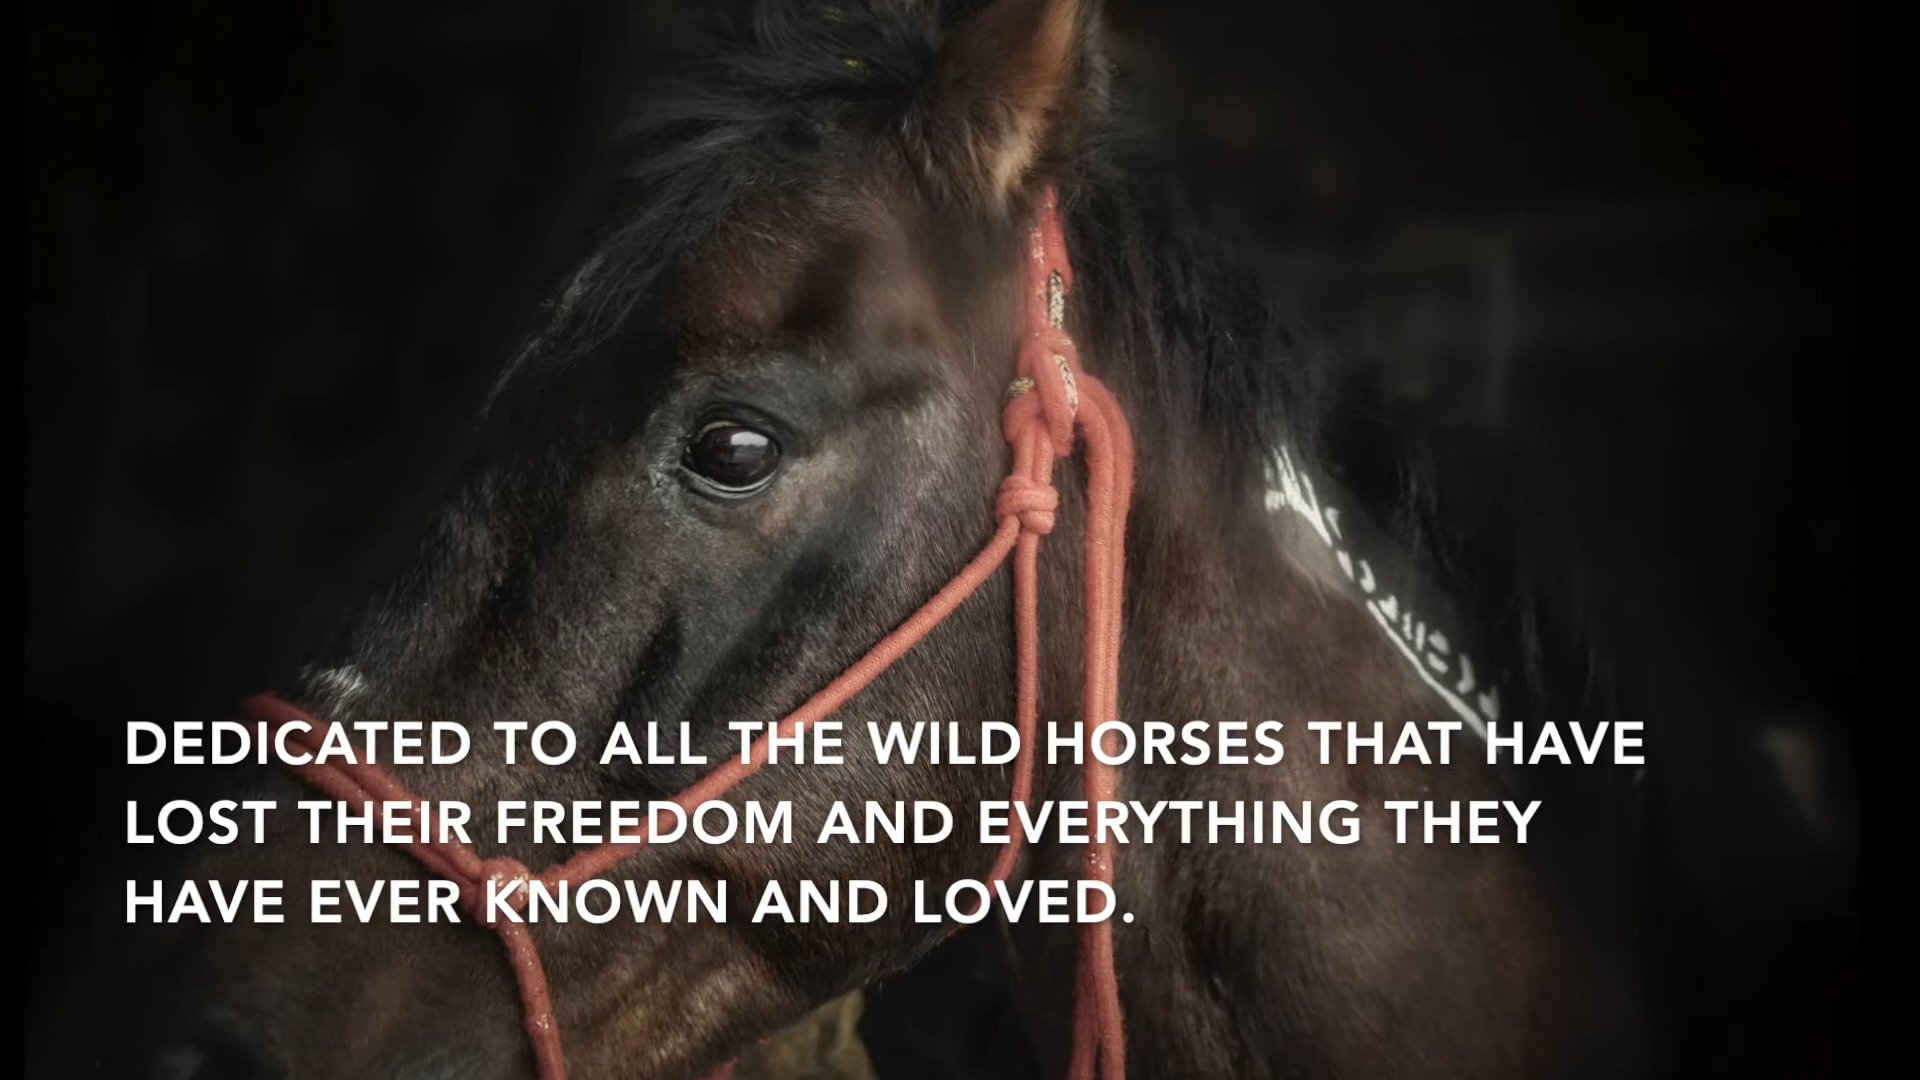 DEDICATED TO ALL THE WILD HORSES THAT HAVE
LOST THEIR FREEDOM AND EVERYTHING THEY
HAVE EVER KNOWN AND LOVED.